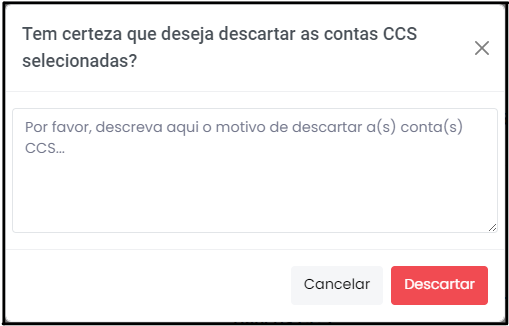 Tem certeza que deseja descartar as contas CCS
selecionadas?
Por favor, descreva aqui o motivo de descartar a(s) conta(s)
CCS...
Cancelar
Descartar